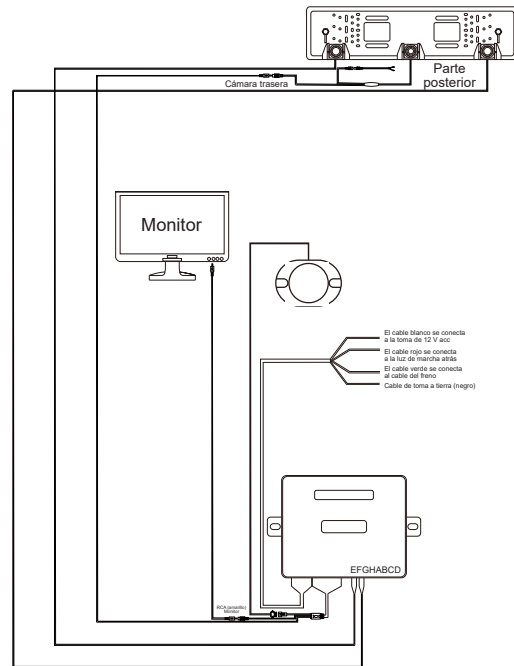 Cámara trasera
Parte
posterior
Monitor
El cable blanco se conecta
a la toma de 12 V acc
El cable rojo se conecta
a la luz de marcha atrás
El cable verde se conecta
al cable del freno
Cable de toma a tierra (negro)
EFGHABCD
RCA (amarillo)
Monitor